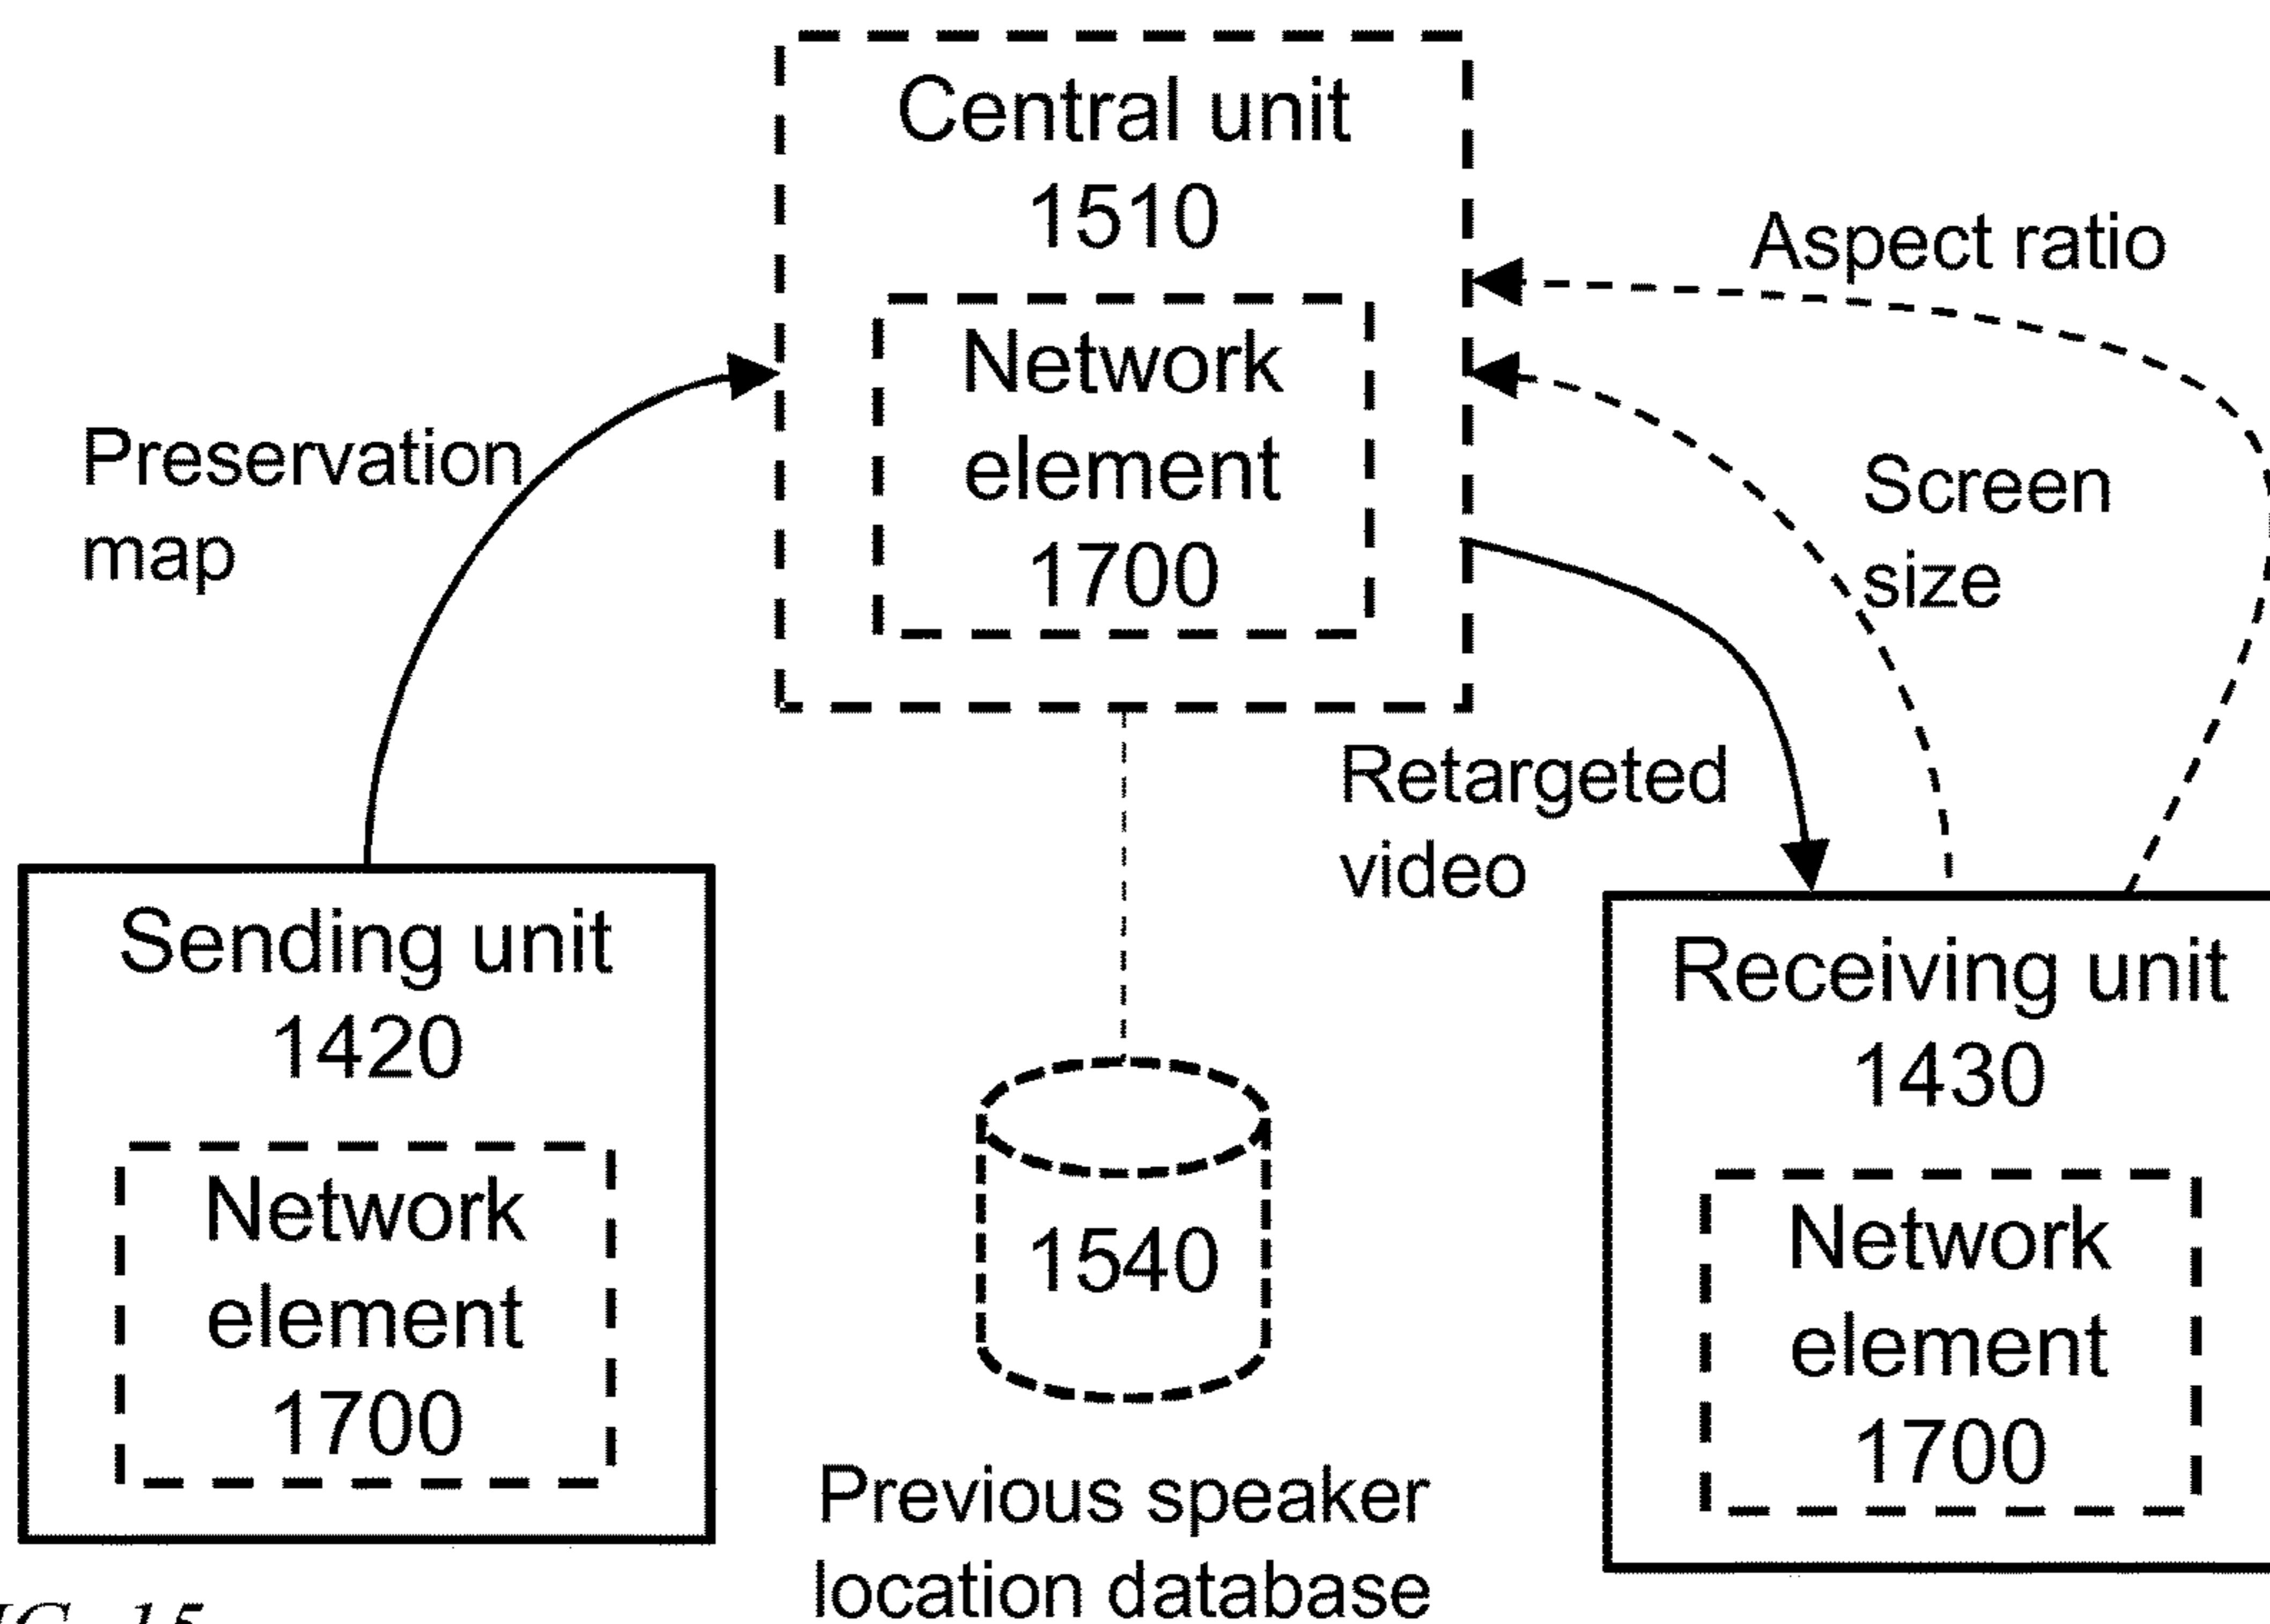 Central unit
1510
Network
element
1700
Aspect ratio
Preservation
map
Screen
size
Retargeted
video
Sending unit
1420
Network
element
1700
Receiving unit
1430
Network
element
1700
1540
Previous speaker
location database
15